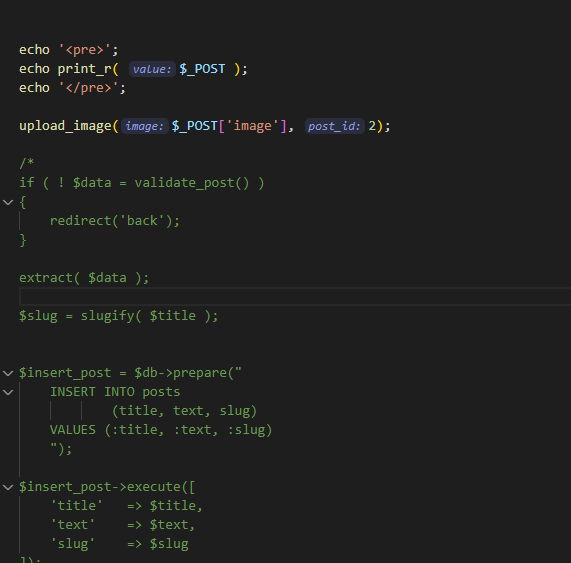 echo '<pre>';
echo print_r( value: $_POST );
echo '</pre>';
upload_image( image: $_POST['image'], post_id: 2);
/*
if ( ! $data = validate_post() )
{
redirect('back');
}
extract( $data );
$slug = slugify( $title );
$insert_post = $db->prepare("
INSERT INTO posts
(title, text, slug)
VALUES (:title, :text, :slug)
");
$insert_post->execute([
'title' => $title,
'text' => $text,
'slug' => $slug
]);